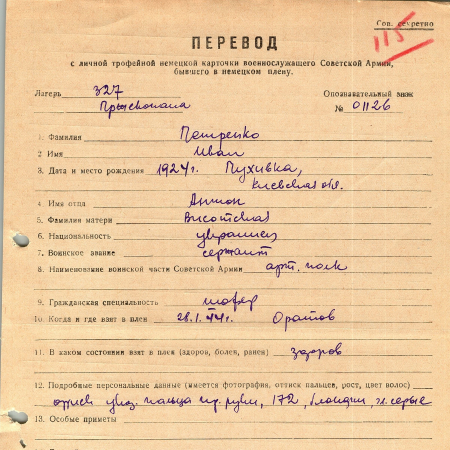 Сов. секретно
115
ПЕРЕВОД
с личной трофейной немецкой карточки военнослужащего Советской Армии,
бывшего в немецком плену.
Лагерь 327 Опознавательный знак
№ 01126
1. Фамилия Петренко
2 Имя Иван
3. Дата и место рождения 1924 г. Пухивка,
Киевская обл.
4. Имя отца Антон
5. Фамилия матери Висотская
6. Национальность украинец
7. Воинское звание сержант
8. Наименование воинской части Советской Армии арт. полк
9. Гражданская специальность шофер
10. Когда и где взят в плен 28.1.44г. Оратов
11. В каком состоянии взят в плен (здоров, болен, ранен) здоров
12. Подробные персональные данные (имеется фотография, оттиск пальцев, рост, цвет волос)
оттиск указ. пальца пр. руки, 172, блондин, гл. серые
13. Особые приметы